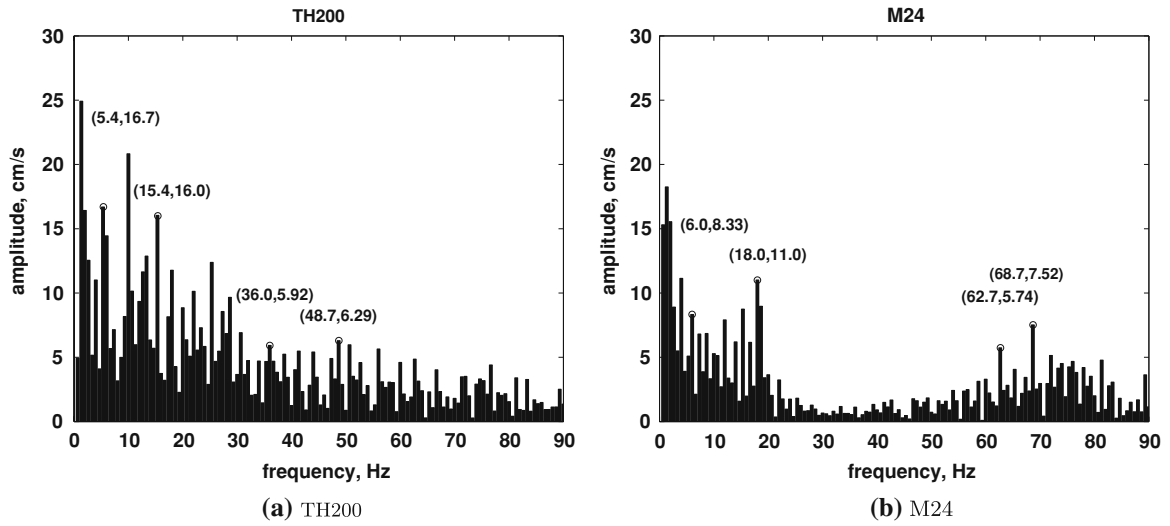 TH200
30
25
20
15
10
5
0
amplitude, cm/s
(5.4,16.7)
(15.4,16.0)
(36.0,5.92)
(48.7,6.29)
0 10 20 30 40 50 60 70 80 90
frequency, Hz
(a) TH200
M24
30
25
20
15
10
5
0
amplitude, cm/s
(6.0,8.33)
(18.0,11.0)
(68.7,7.52)
(62.7,5.74)
0 10 20 30 40 50 60 70 80 90
frequency, Hz
(b) M24